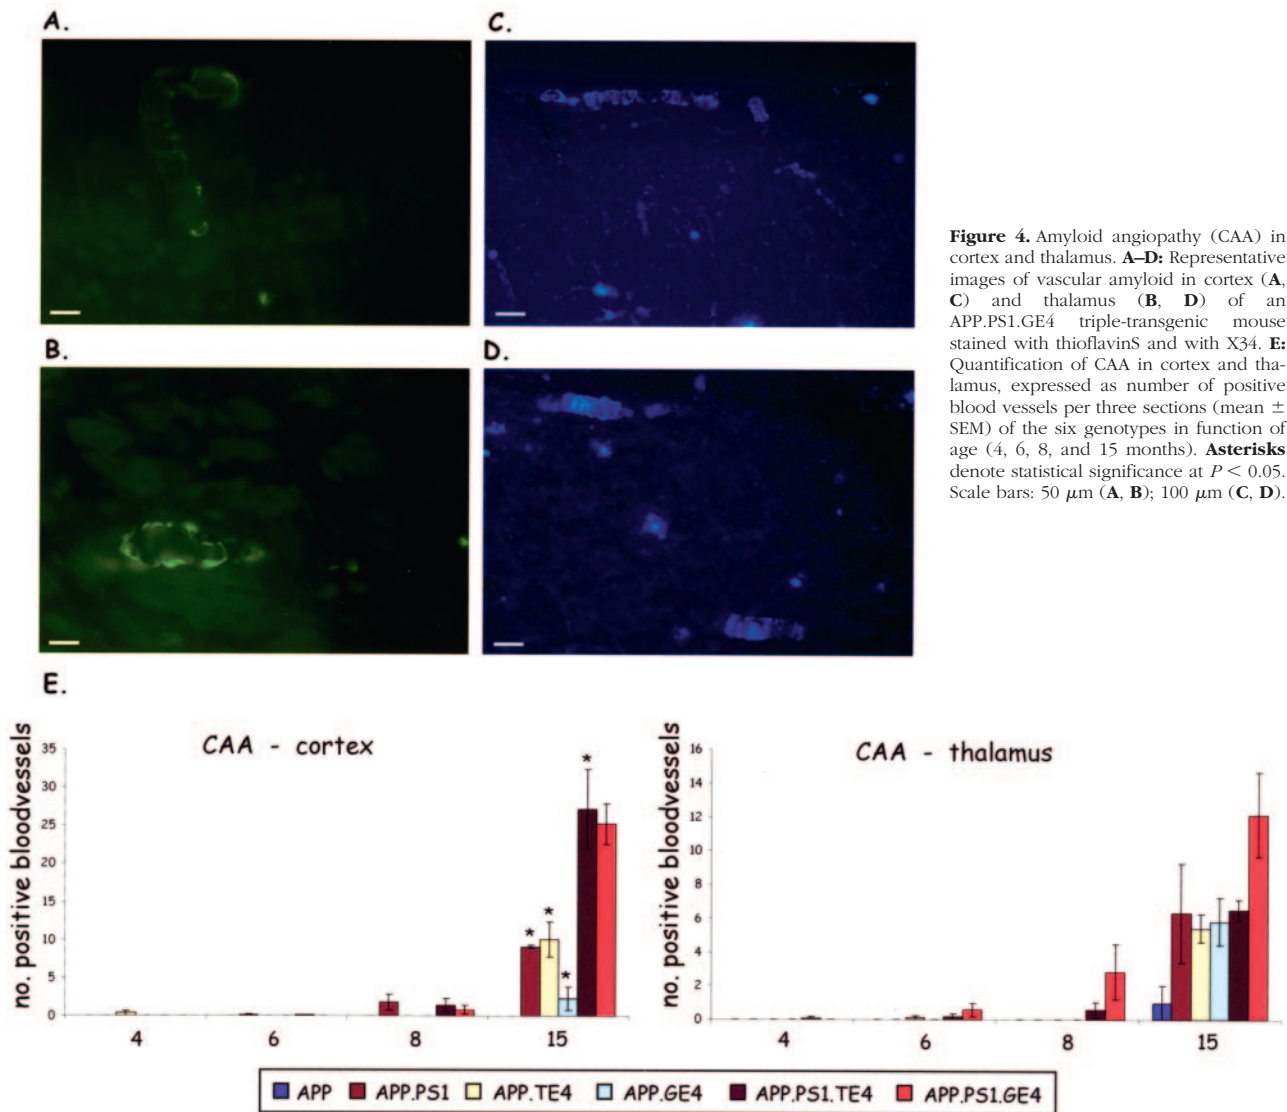 A.
C.
B.
D.
Figure 4. Amyloid angiopathy (CAA) in
cortex and thalamus. A–D: Representative
images of vascular amyloid in cortex (A,
C) and thalamus (B, D) of an
APP.PS1.GE4 triple-transgenic mouse
stained with thioflavinS and with X34. E:
Quantification of CAA in cortex and tha-
lamus, expressed as number of positive
blood vessels per three sections (mean ±
SEM) of the six genotypes in function of
age (4, 6, 8, and 15 months). Asterisks
denote statistical significance at P < 0.05.
Scale bars: 50 μm (A, B); 100 μm (C, D).
E.
CAA - cortex
no. positive bloodvessels
35
30
25
20
15
10
5
0
* * * *
4 6 8 15
CAA - thalamus
no. positive bloodvessels
16
14
12
10
8
6
4
2
0
4 6 8 15
APP APP.PS1 APP.TE4 APP.GE4 APP.PS1.TE4 APP.PS1.GE4